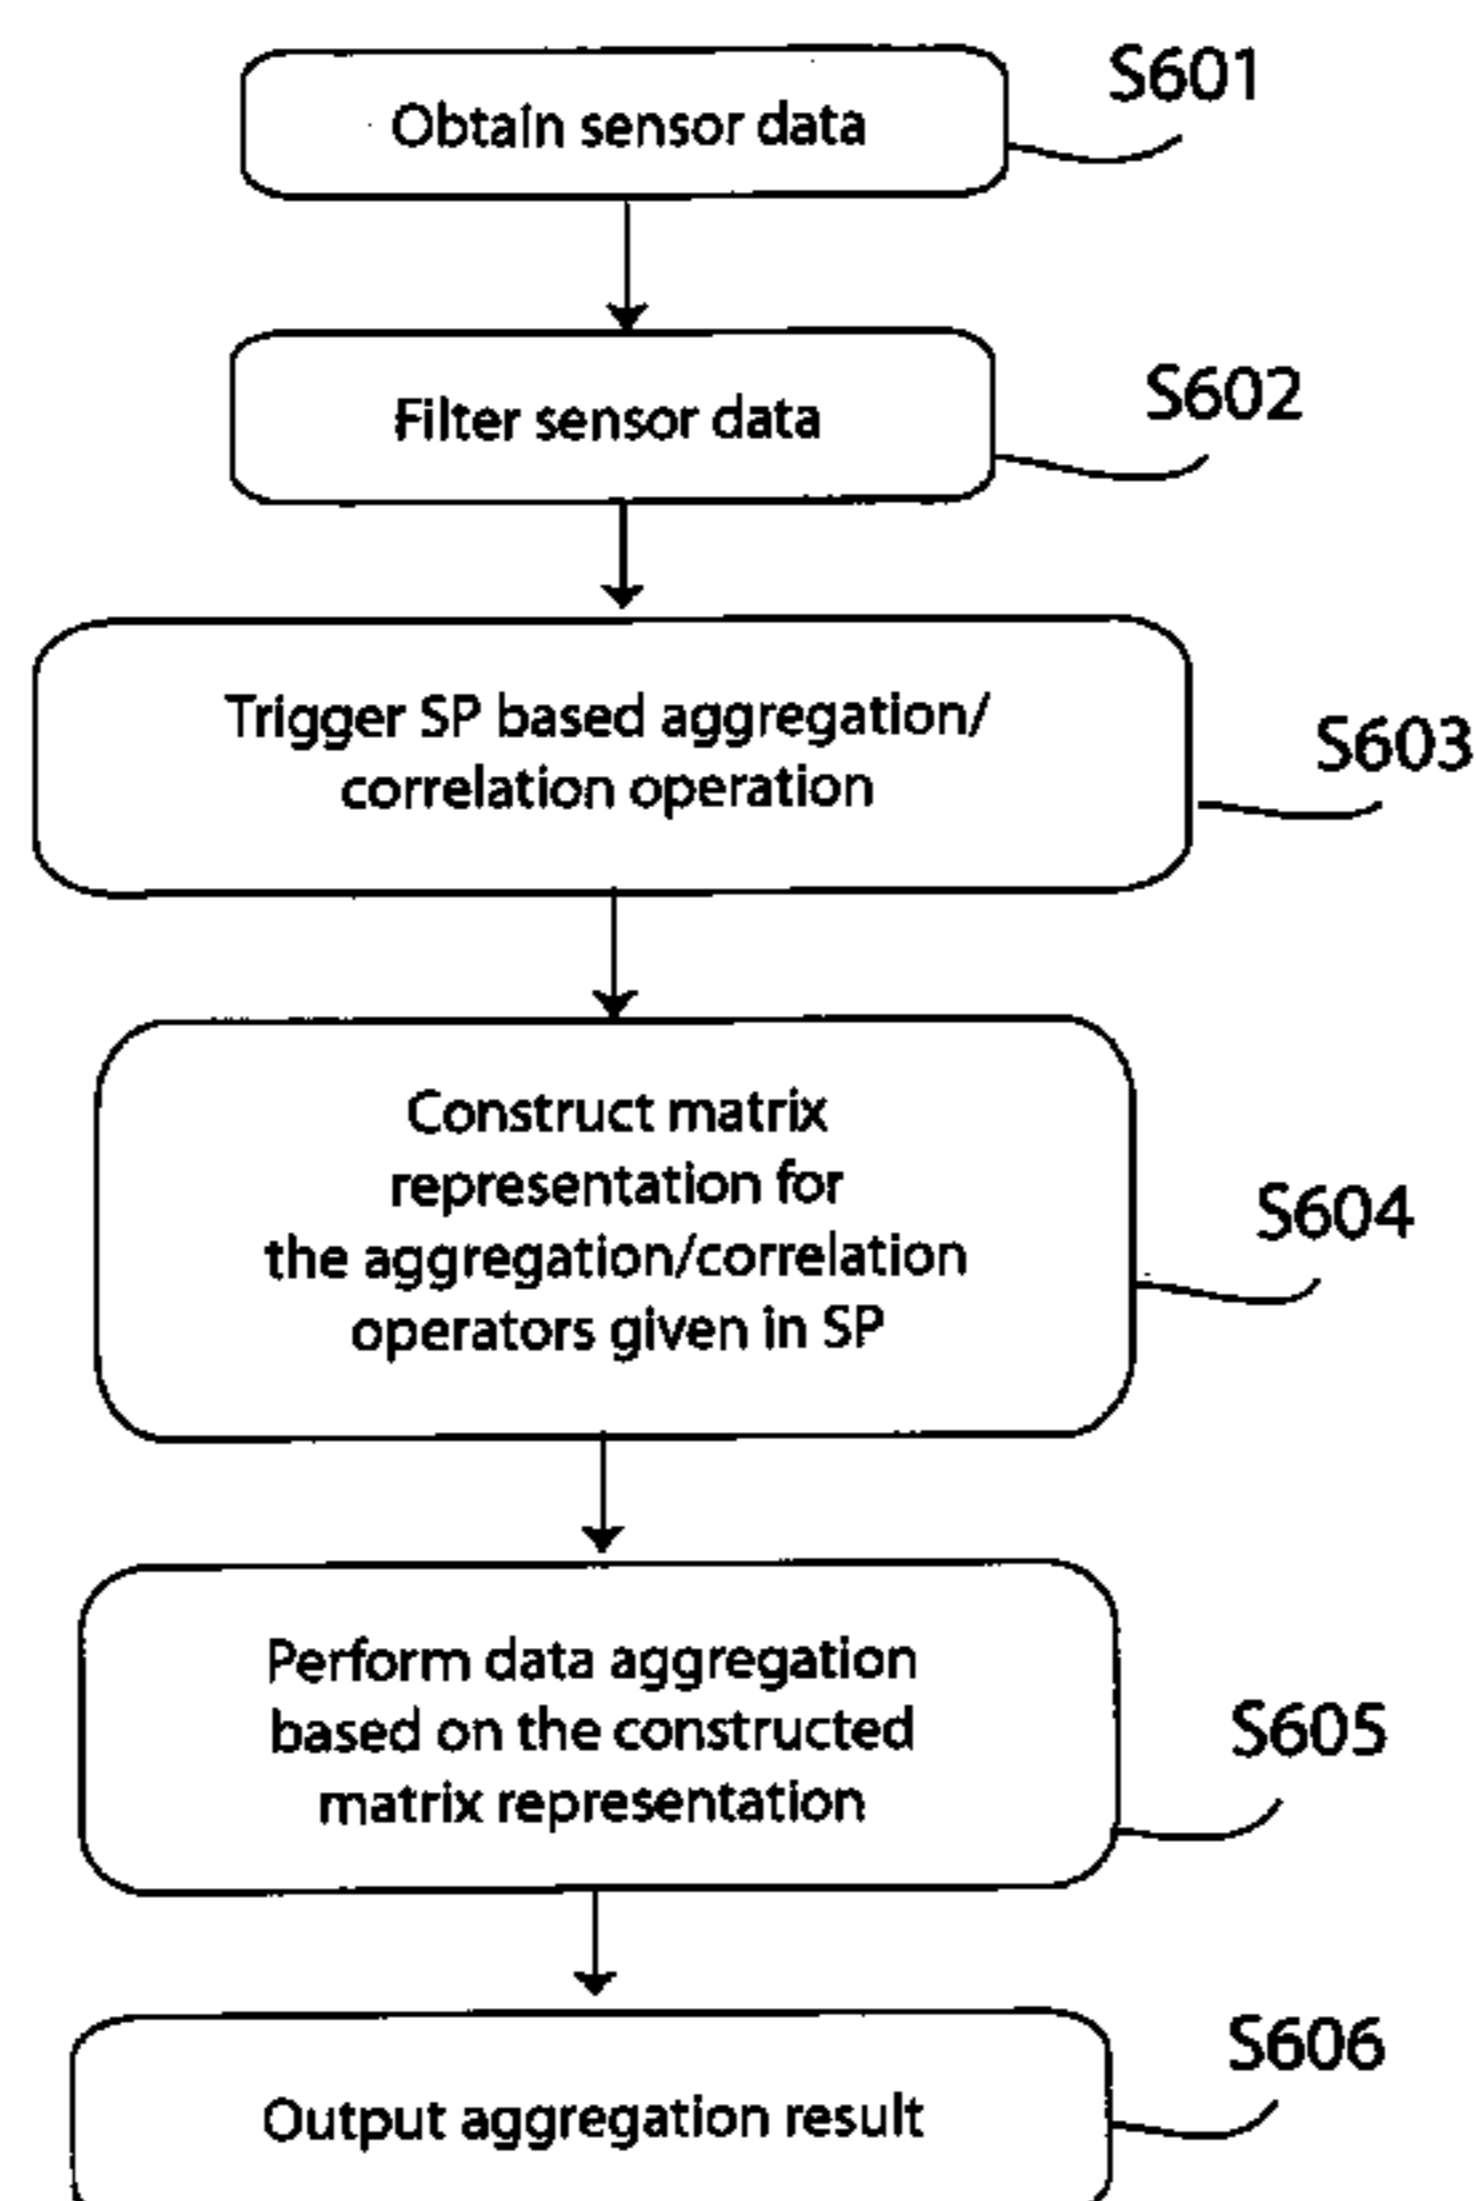 Obtain sensor data
S601
Filter sensor data
S602
Trigger SP based aggregation/
correlation operation
S603
Construct matrix
representation for
the aggregation/correlation
operators given in SP
S604
Perform data aggregation
based on the constructed
matrix representation
S605
Output aggregation result
S606